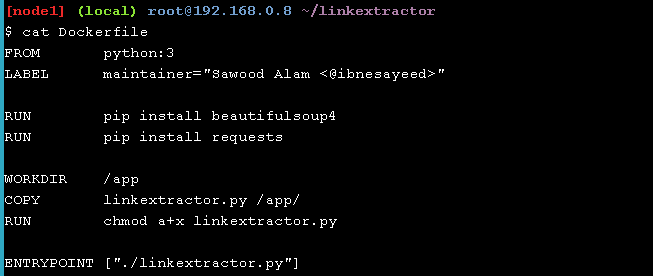 [node1] (local) root@192.168.0.8 ~/linkextractor
$ cat Dockerfile
FROM python:3
LABEL maintainer="Sawood Alam <@ibnesayeed>"
RUN pip install beautifulsoup4
RUN pip install requests
WORKDIR /app
COPY linkextractor.py /app/
RUN chmod a+x linkextractor.py
ENTRYPOINT ["./linkextractor.py"]